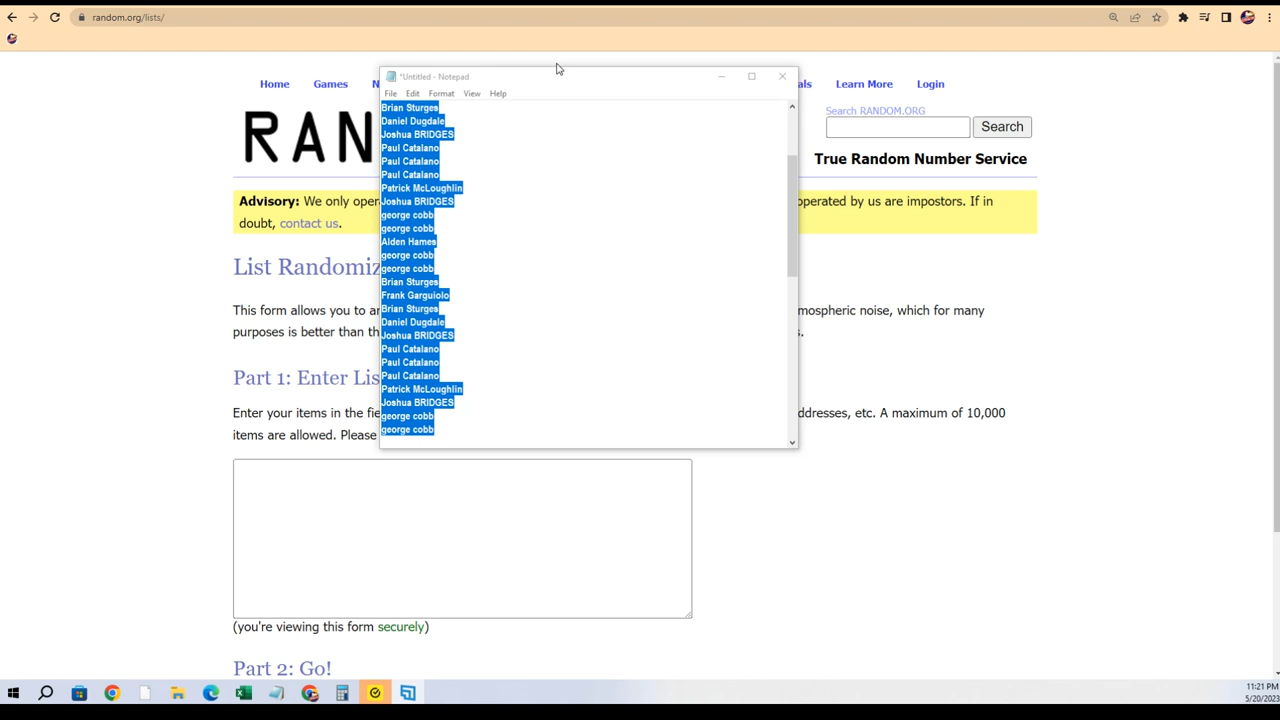 random.org/lists/
*Untitled - Notepad
File Edit Format View Help
Home Games N
als Learn More Login
Search RANDOM.ORG
RAN
Search
True Random Number Service
Advisory: We only oper
operated by us are impostors. If in
doubt, contact us.
List Randomiz
This form allows you to ar
mospheric noise, which for many
purposes is better than th
s.
Part 1: Enter Lis
Enter your items in the fie
ddresses, etc. A maximum of 10,000
items are allowed. Please
Brian Sturges
Daniel Dugdale
Joshua BRIDGES
Paul Catalano
Paul Catalano
Paul Catalano
Patrick McLoughlin
Joshua BRIDGES
george cobb
george cobb
Alden Hames
george cobb
george cobb
Brian Sturges
Frank Garguiolo
Brian Sturges
Daniel Dugdale
Joshua BRIDGES
Paul Catalano
Paul Catalano
Paul Catalano
Patrick McLoughlin
Joshua BRIDGES
george cobb
george cobb
(you're viewing this form securely)
Part 2: Go!
11:21 PM
5/20/2023